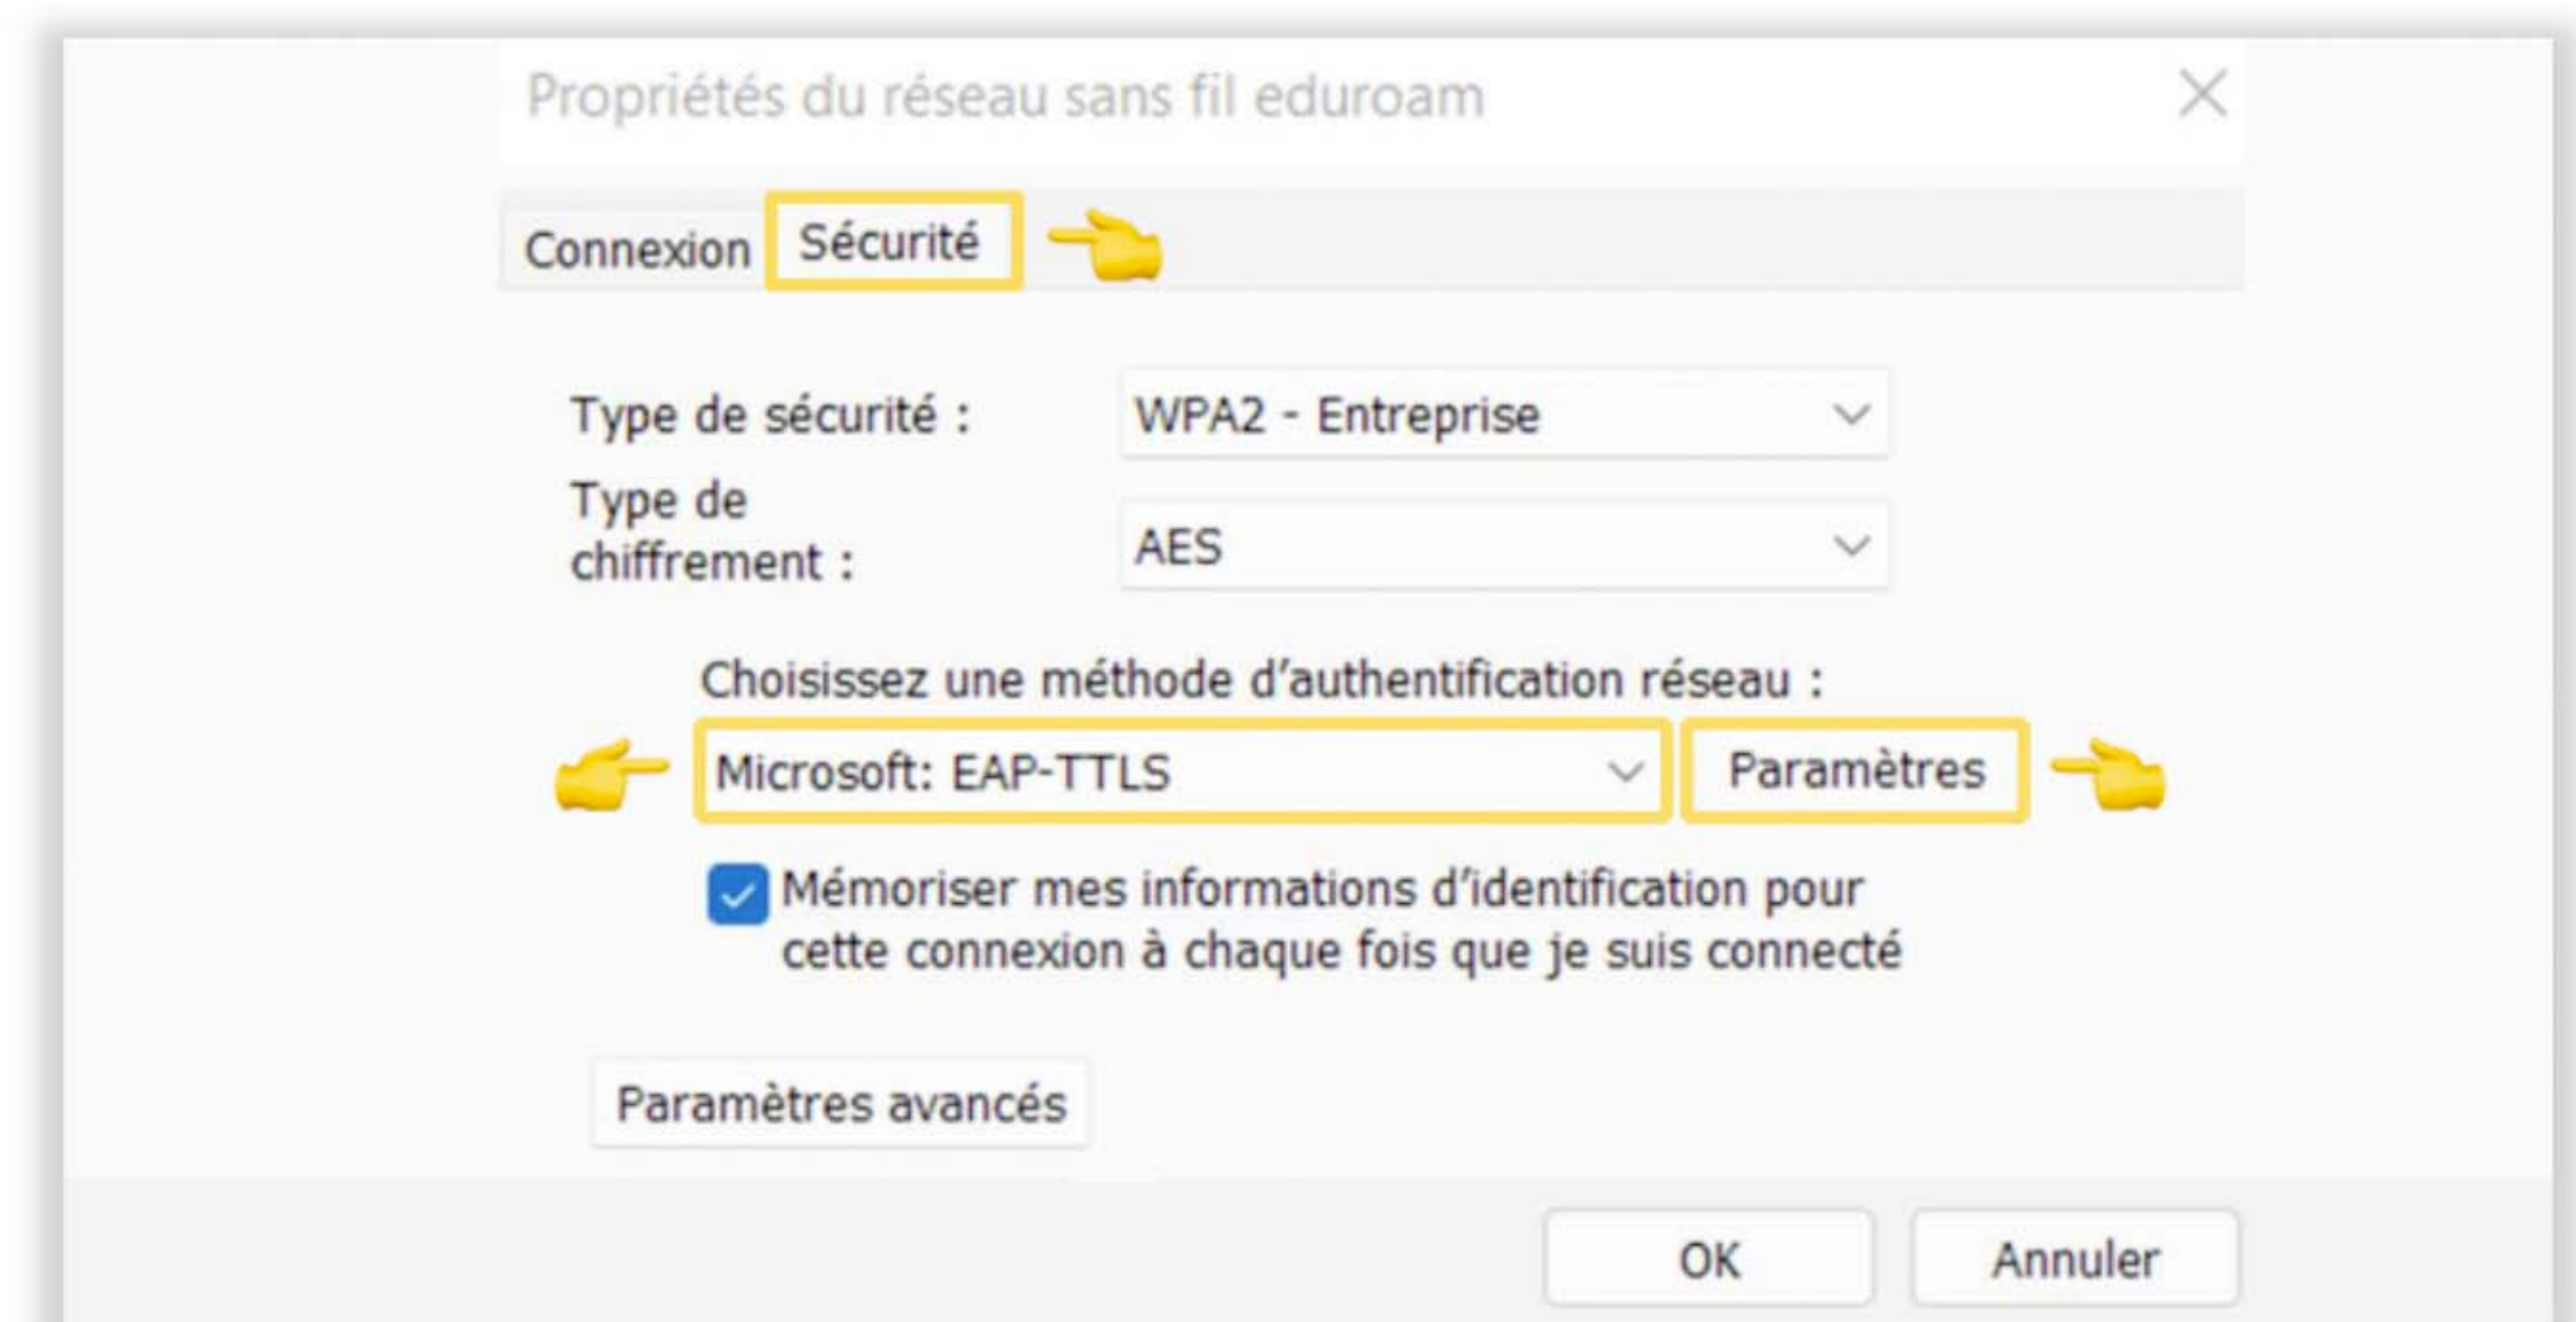 Propriétés du réseau sans fil eduroam
Connexion Sécurité
Type de sécurité : WPA2 - Entreprise
Type de
chiffrement : AES
Choisissez une méthode d’authentification réseau :
Microsoft: EAP-TTLS Paramètres
Mémoriser mes informations d’identification pour
cette connexion à chaque fois que je suis connecté
Paramètres avancés
OK Annuler